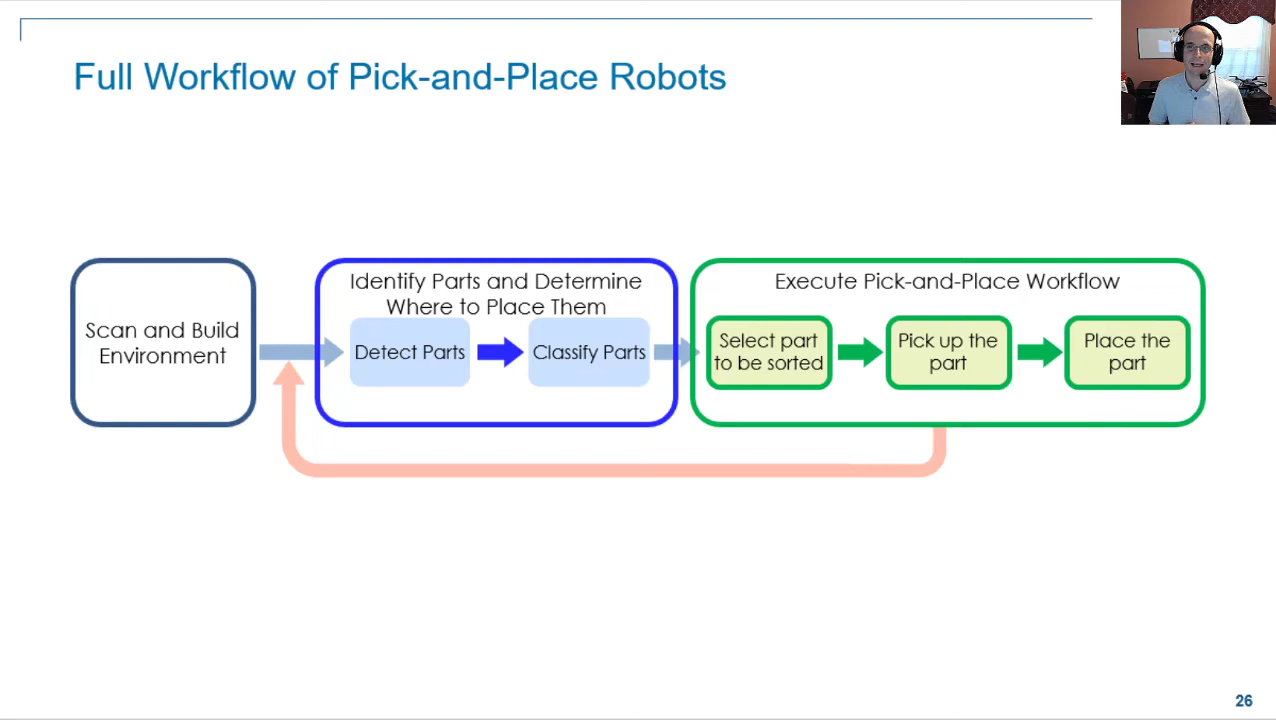 Full Workflow of Pick-and-Place Robots
Scan and Build
Environment
Identify Parts and Determine
Where to Place Them
Detect Parts
Classify Parts
Execute Pick-and-Place Workflow
Select part
to be sorted
Pick up the
part
Place the
part
26